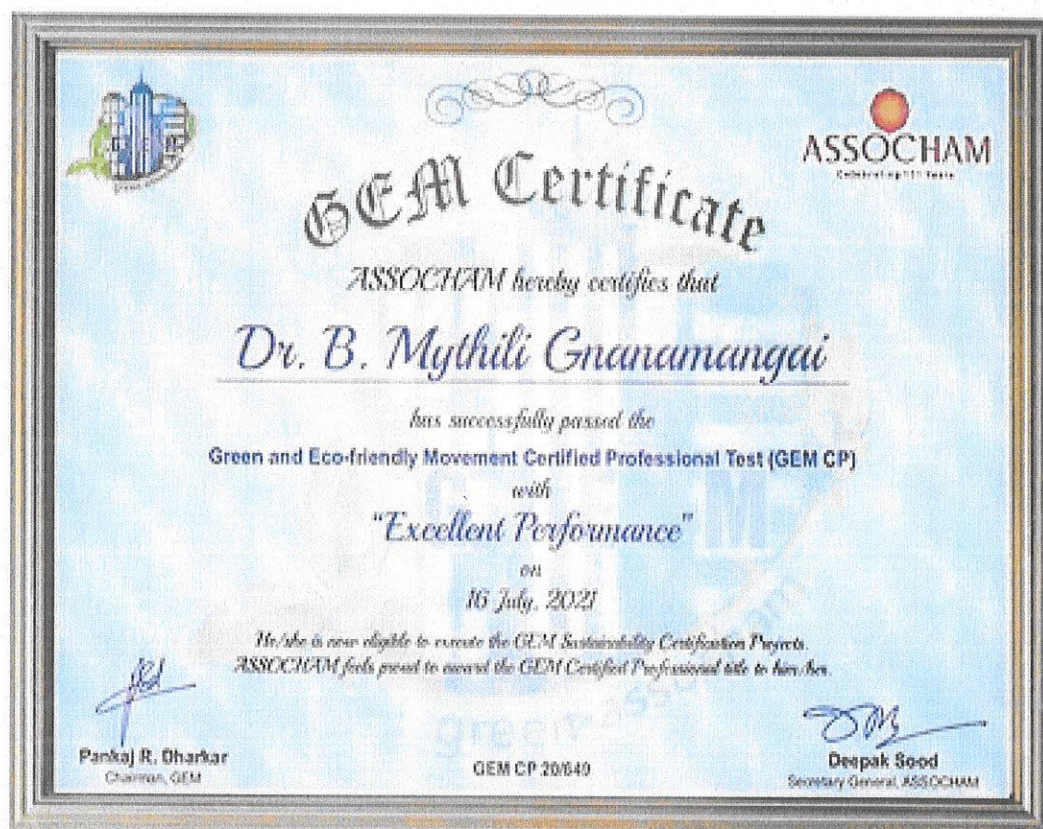 ASSOCHAM
GEM Certificate
ASSOCHAM hereby certifies that
Dr. B. Mythili Gnanamangai
has successfully passed the
Green and Eco-friendly Movement Certified Professional Test (GEM CP)
with
"Excellent Performance"
on
16 July, 2021
He/she is now eligible to execute the GEM Sustainability Certification Projects.
ASSOCHAM feels proud to award the GEM Certified Professional title to him/her.
Pankaj R. Dharkar
Chairman, GEM
GEM CP 20/640
Deepak Sood
Secretary General, ASSOCHAM